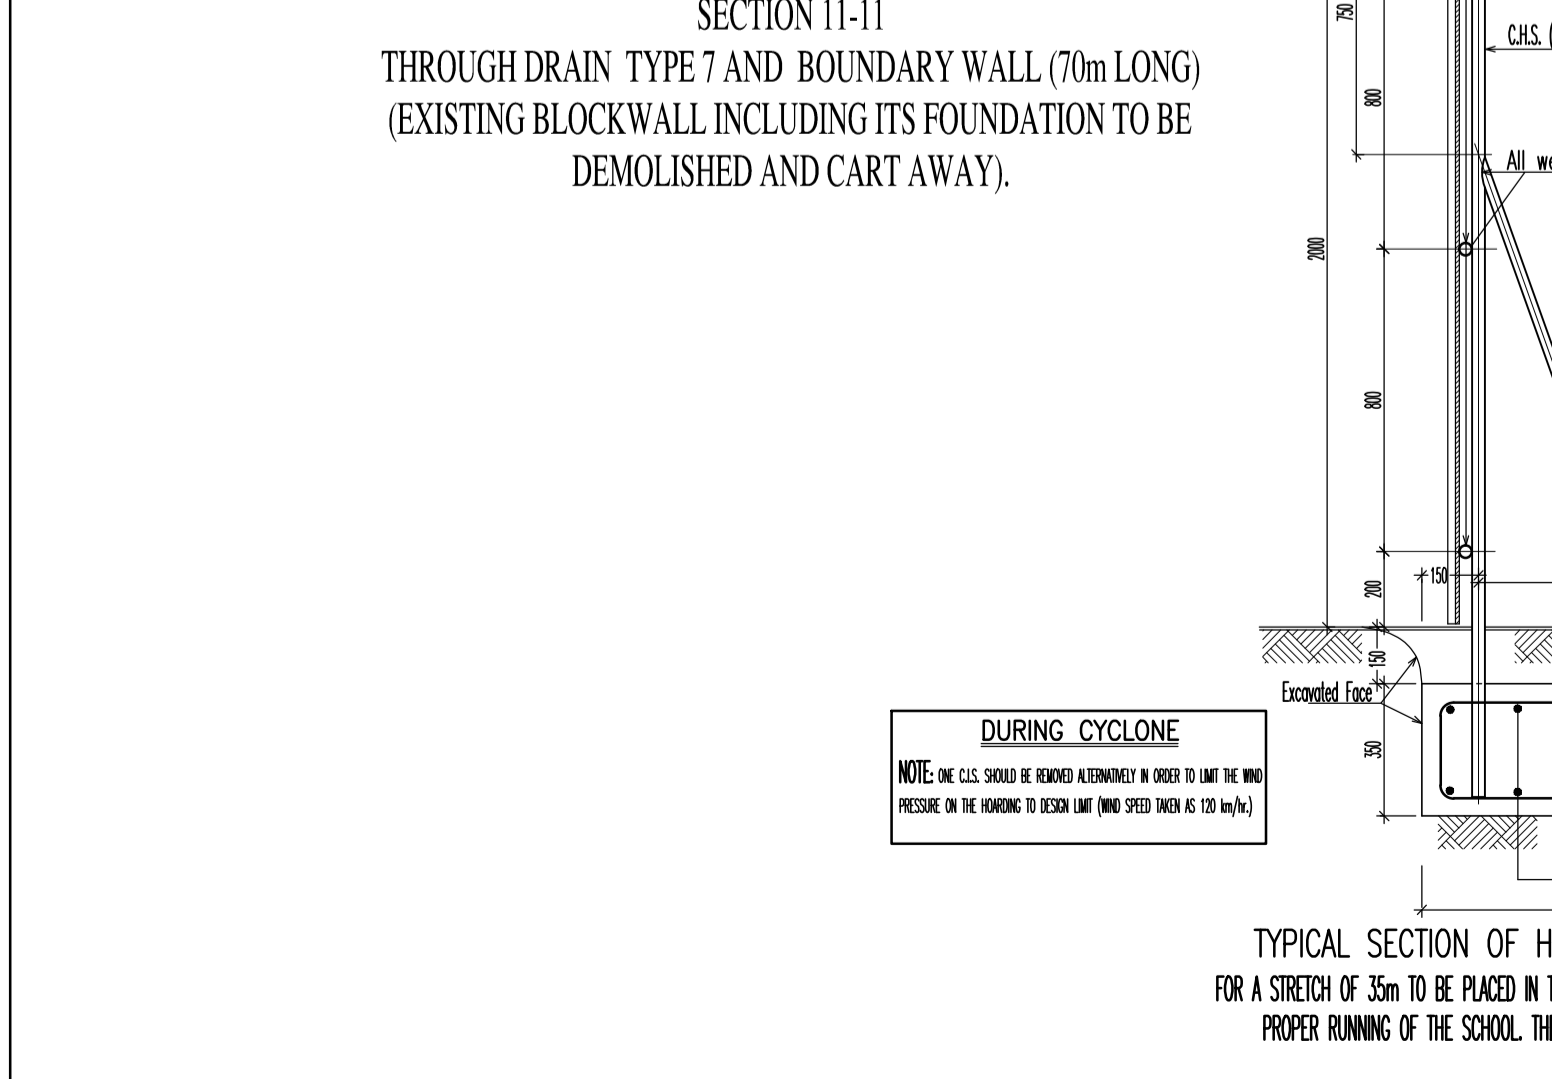 SECTION 11-11
THROUGH DRAIN TYPE 7 AND BOUNDARY WALL (70m LONG)
(EXISTING BLOCKWALL INCLUDING ITS FOUNDATION TO BE
DEMOLISHED AND CART AWAY).
750
C.H.S. (
800
All we
2000
800
150
200
150
Excavated Face
350
DURING CYCLONE
NOTE: ONE C.I.S. SHOULD BE REMOVED ALTERNATIVELY IN ORDER TO LIMIT THE WIND
PRESSURE ON THE HOARDING TO DESIGN LIMIT (WIND SPEED TAKEN AS 120 km/hr.)
TYPICAL SECTION OF H
FOR A STRETCH OF 35m TO BE PLACED IN T
PROPER RUNNING OF THE SCHOOL. THE